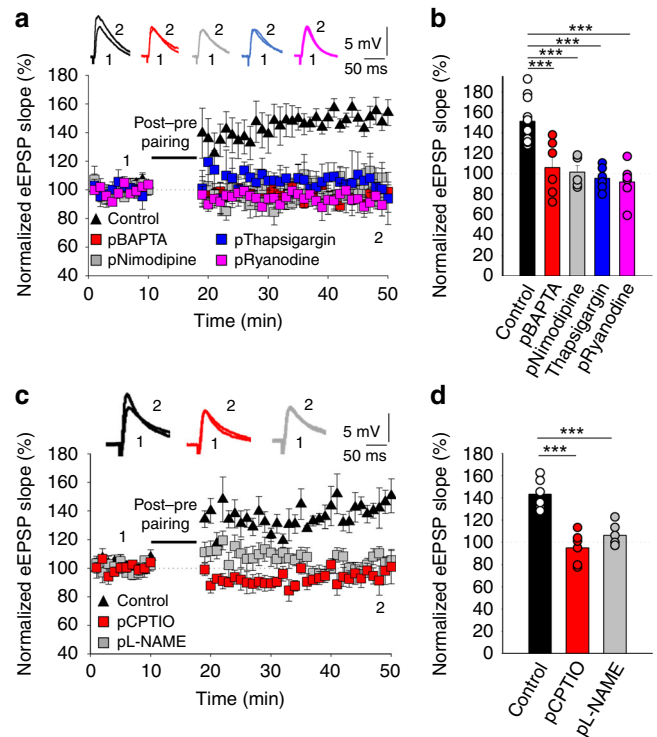 a
2 2 2 2 2
1 1 1 1 1
5 mV
50 ms
Normalized eEPSP slope (%)
180
160
140
120
100
80
60
40
1
Post–pre
pairing
2
Control
pBAPTA
pThapsigargin
pNimodipine
pRyanodine
0 10 20 30 40 50
Time (min)
b
***
***
***
***
Normalized eEPSP slope (%)
180
160
140
120
100
80
60
40
20
0
Control
pBAPTA
pNimodipine
Thapsigargin
pRyanodine
c
2 2 2
1 1 1
5 mV
50 ms
Normalized eEPSP slope (%)
180
160
140
120
100
80
60
40
1
Post–pre
pairing
2
Control
pCPTIO
pL-NAME
0 10 20 30 40 50
Time (min)
d
***
***
Normalized eEPSP slope (%)
180
160
140
120
100
80
60
40
20
0
Control
pCPTIO
pL-NAME